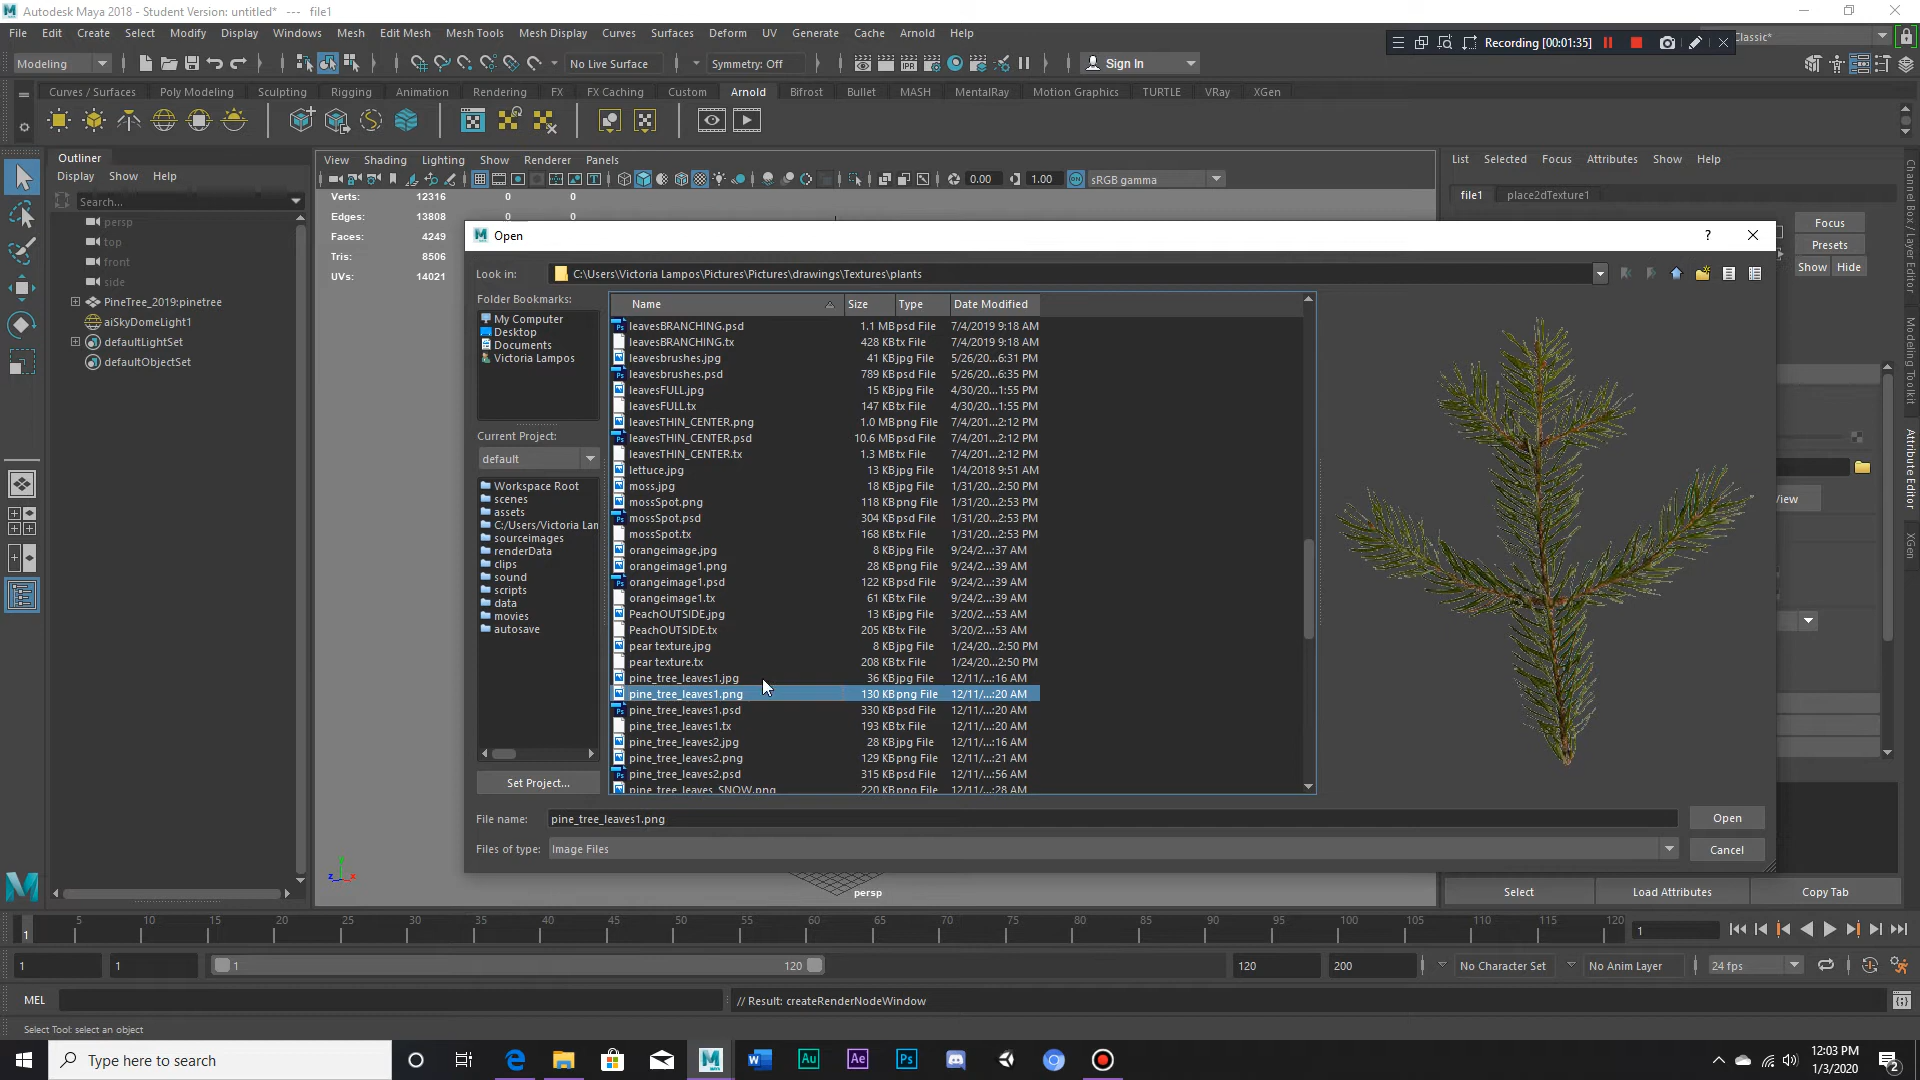 Autodesk Maya 2018 - Student Version: untitled* --- file1
File Edit Create Select Modify Display Windows Mesh Edit Mesh Mesh Tools Mesh Display Curves Surfaces Deform UV Generate Cache Arnold Help
Recording [00:01:35]
Classic*
Modeling
No Live Surface
Symmetry: Off
Sign In
Curves / Surfaces Poly Modeling Sculpting Rigging Animation Rendering FX FX Caching Custom Arnold Bifrost Bullet MASH MentalRay Motion Graphics TURTLE VRay XGen
Outliner
Display Show Help
Search...
persp
top
front
side
PineTree_2019:pinetree
aiSkyDomeLight1
defaultLightSet
defaultObjectSet
View Shading Lighting Show Renderer Panels
0.00 1.00 sRGB gamma
Verts: 12316 0 0
Edges: 13808 0 0
Faces: 4249
Tris: 8506
UVs: 14021
List Selected Focus Attributes Show Help
file1 place2dTexture1
Focus
Presets
Show Hide
Channel Box / Layer Editor
Modeling Toolkit
Attribute Editor
XGen
Open
?
Look in: C:\Users\Victoria Lampos\Pictures\Pictures\drawings\Textures\plants
Folder Bookmarks:
My Computer
Desktop
Documents
Victoria Lampos
Current Project:
default
Workspace Root
scenes
assets
C:/Users/Victoria Lam
sourceimages
renderData
clips
sound
scripts
data
movies
autosave
Set Project...
Name Size Type Date Modified
leavesBRANCHING.psd 1.1 MB psd File 7/4/2019 9:18 AM
leavesBRANCHING.tx 428 KB tx File 7/4/2019 9:18 AM
leavesbrushes.jpg 41 KB jpg File 5/26/20...6:31 PM
leavesbrushes.psd 789 KB psd File 5/26/20...6:35 PM
leavesFULL.jpg 15 KB jpg File 4/30/20...1:55 PM
leavesFULL.tx 147 KB tx File 4/30/20...1:55 PM
leavesTHIN_CENTER.png 1.0 MB png File 7/4/201...2:12 PM
leavesTHIN_CENTER.psd 10.6 MB psd File 7/4/201...2:12 PM
leavesTHIN_CENTER.tx 1.3 MB tx File 7/4/201...2:12 PM
lettuce.jpg 13 KB jpg File 1/4/2018 9:51 AM
moss.jpg 18 KB jpg File 1/31/20...2:50 PM
mossSpot.png 118 KB png File 1/31/20...2:53 PM
mossSpot.psd 304 KB psd File 1/31/20...2:53 PM
mossSpot.tx 168 KB tx File 1/31/20...2:53 PM
orangeimage.jpg 8 KB jpg File 9/24/2...:37 AM
orangeimage1.png 28 KB png File 9/24/2...:39 AM
orangeimage1.psd 122 KB psd File 9/24/2...:39 AM
orangeimage1.tx 61 KB tx File 9/24/2...:39 AM
PeachOUTSIDE.jpg 13 KB jpg File 3/20/2...:53 AM
PeachOUTSIDE.tx 205 KB tx File 3/20/2...:53 AM
pear texture.jpg 8 KB jpg File 1/24/20...2:50 PM
pear texture.tx 208 KB tx File 1/24/20...2:50 PM
pine_tree_leaves1.jpg 36 KB jpg File 12/11/...:16 AM
pine_tree_leaves1.png 130 KB png File 12/11/...:20 AM
pine_tree_leaves1.psd 330 KB psd File 12/11/...:20 AM
pine_tree_leaves1.tx 193 KB tx File 12/11/...:20 AM
pine_tree_leaves2.jpg 28 KB jpg File 12/11/...:16 AM
pine_tree_leaves2.png 129 KB png File 12/11/...:21 AM
pine_tree_leaves2.psd 315 KB psd File 12/11/...:56 AM
pine_tree_leaves_SNOW.png 220 KB png File 12/11/...:28 AM
File name: pine_tree_leaves1.png
Open
Files of type: Image Files
Cancel
iew
z x
persp
Select Load Attributes Copy Tab
1 5 10 15 20 25 30 35 40 45 50 55 60 65 70 75 80 85 90 95 100 105 110 115 120
1
1 1 1 120 120 200 No Character Set No Anim Layer 24 fps
MEL
// Result: createRenderNodeWindow
Select Tool: select an object
Type here to search
Au Ae Ps
12:03 PM
1/3/2020
2